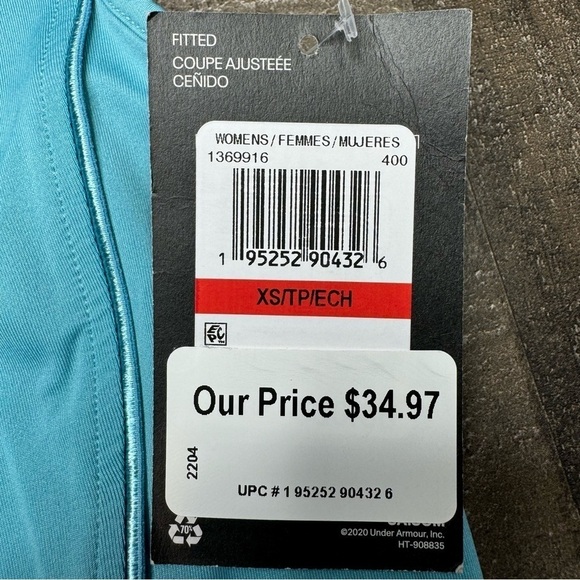 FITTED
COUPE AJUSTEÉE
CEÑIDO
WOMENS/FEMMES/MUJERES
1369916 400
1 95252 90432 6
XS/TP/ECH
Our Price $34.97
2204
UPC # 1 95252 90432 6
70%
©2020 Under Armour, Inc.
HT-908835